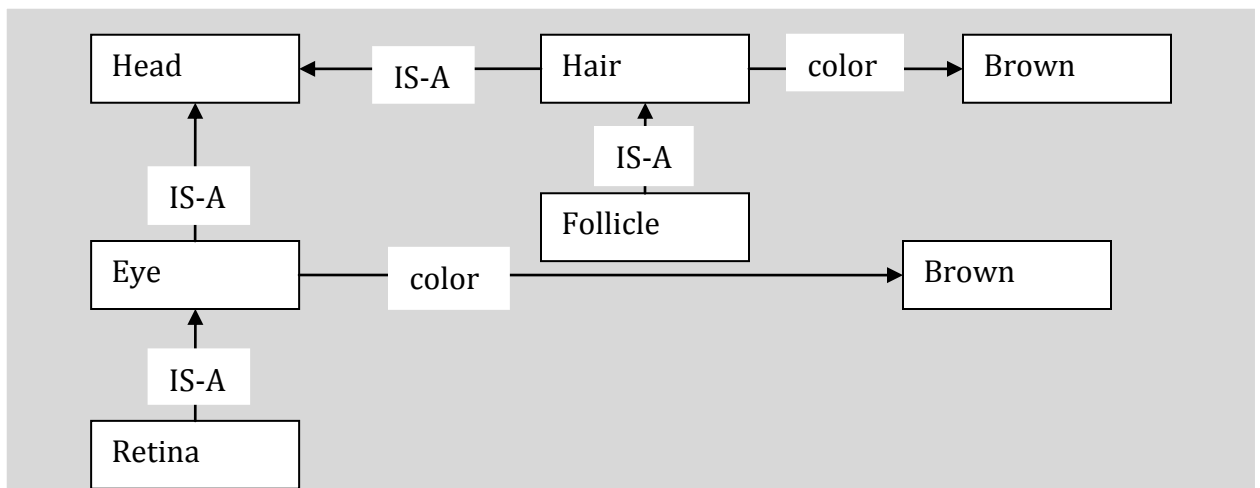 Head
IS-A
Hair
color
Brown
IS-A
IS-A
Follicle
Eye
color
Brown
IS-A
Retina